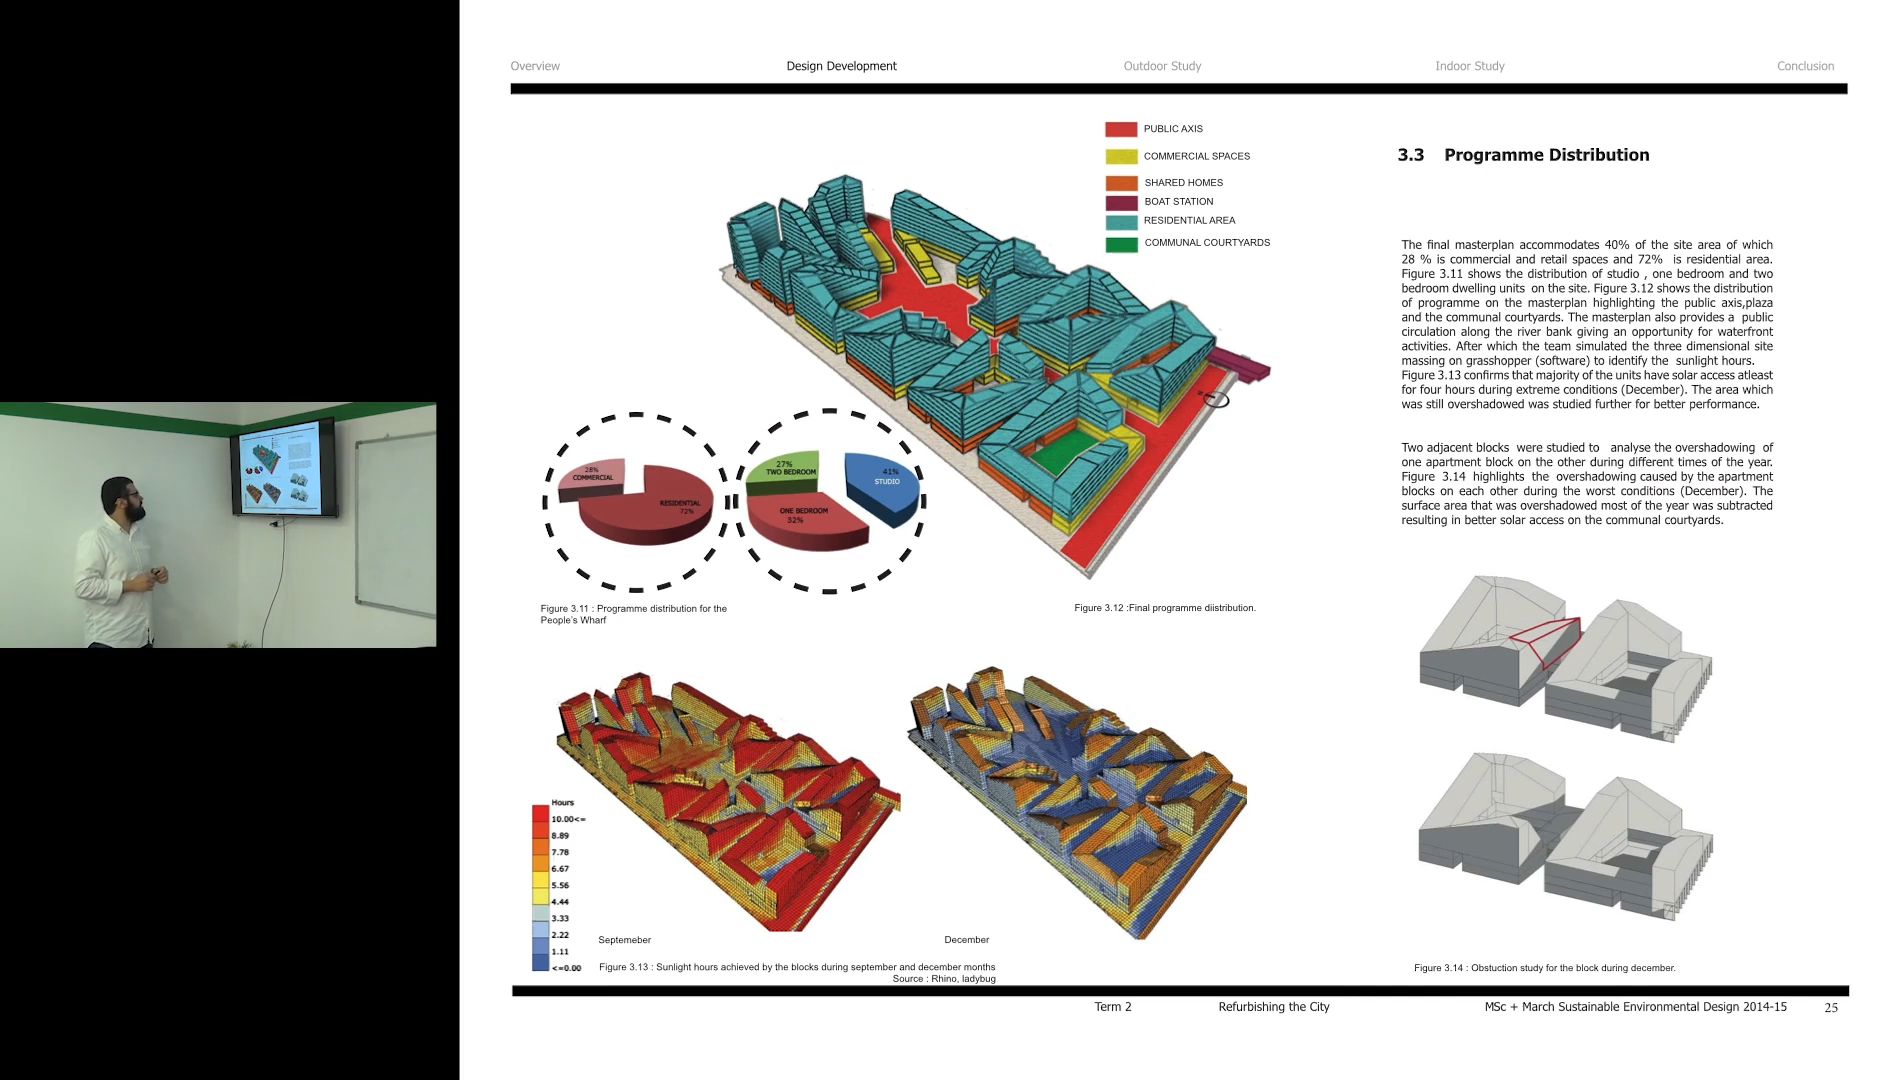 Overview Design Development Outdoor Study Indoor Study Conclusion
PUBLIC AXIS
COMMERCIAL SPACES
SHARED HOMES
BOAT STATION
RESIDENTIAL AREA
COMMUNAL COURTYARDS
3.3 Programme Distribution
The final masterplan accommodates 40% of the site area of which
28 % is commercial and retail spaces and 72% is residential area.
Figure 3.11 shows the distribution of studio , one bedroom and two
bedroom dwelling units on the site. Figure 3.12 shows the distribution
of programme on the masterplan highlighting the public axis,plaza
and the communal courtyards. The masterplan also provides a public
circulation along the river bank giving an opportunity for waterfront
activities. After which the team simulated the three dimensional site
massing on grasshopper (software) to identify the sunlight hours.
Figure 3.13 confirms that majority of the units have solar access atleast
for four hours during extreme conditions (December). The area which
was still overshadowed was studied further for better performance.
Two adjacent blocks were studied to analyse the overshadowing of
one apartment block on the other during different times of the year.
Figure 3.14 highlights the overshadowing caused by the apartment
blocks on each other during the worst conditions (December). The
surface area that was overshadowed most of the year was subtracted
resulting in better solar access on the communal courtyards.
28%
COMMERCIAL
RESIDENTIAL
72%
27%
TWO BEDROOM
41%
STUDIO
ONE BEDROOM
32%
Figure 3.11 : Programme distribution for the
People's Wharf
Figure 3.12 :Final programme diistribution.
Hours
10.00<=
8.89
7.78
6.67
5.56
4.44
3.33
2.22
1.11
<=0.00
Septemeber
December
Figure 3.13 : Sunlight hours achieved by the blocks during september and december months
Source : Rhino, ladybug
Figure 3.14 : Obstuction study for the block during december.
Term 2 Refurbishing the City MSc + March Sustainable Environmental Design 2014-15 25